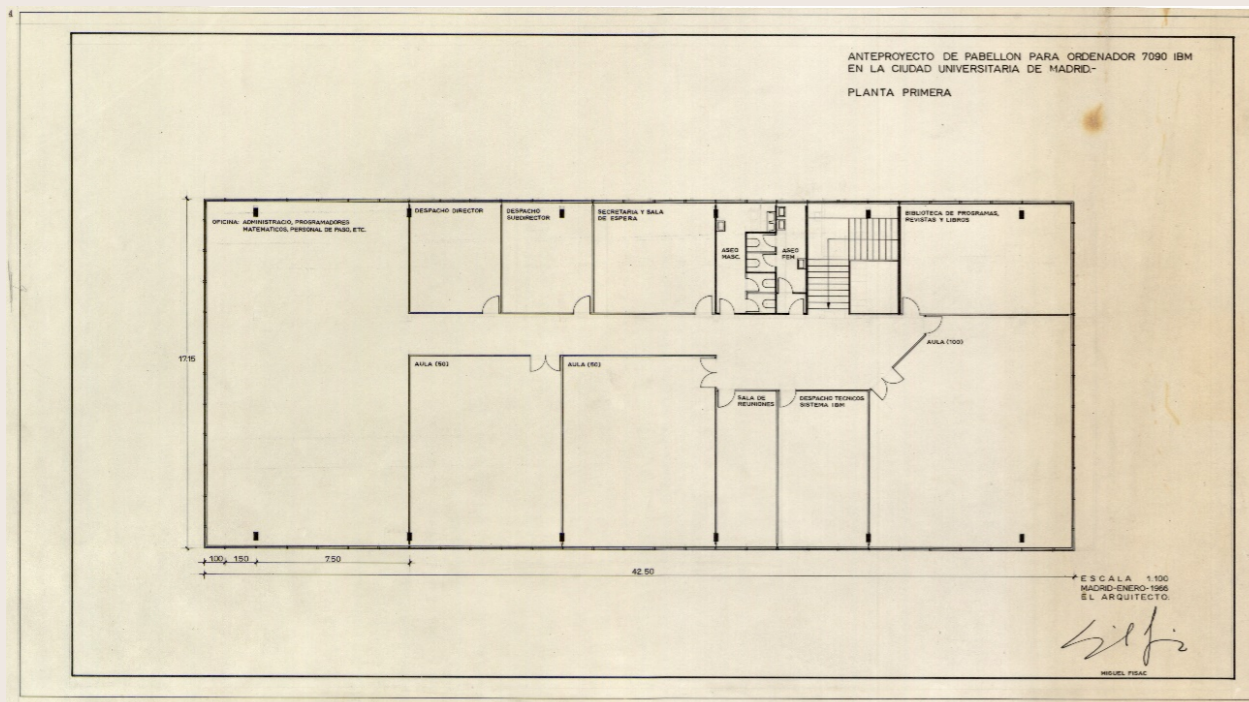 4
ANTEPROYECTO DE PABELLON PARA ORDENADOR 7090 IBM
EN LA CIUDAD UNIVERSITARIA DE MADRID.-
PLANTA PRIMERA
OFICINA: ADMINISTRACIO, PROGRAMADORES
MATEMATICOS, PERSONAL DE PASO, ETC.
DESPACHO DIRECTOR
DESPACHO
SUBDIRECTOR
SECRETARIA Y SALA
DE ESPERA
ASEO
MASC.
ASEO
FEM.
BIBLIOTECA DE PROGRAMAS,
REVISTAS Y LIBROS
17.15
AULA (50)
AULA (50)
AULA (100)
SALA DE
REUNIONES
DESPACHO TECNICOS
SISTEMA IBM
1.00
1.50
7.50
42.50
ESCALA 1:100
MADRID-ENERO-1966
EL ARQUITECTO.
MIGUEL FISAC